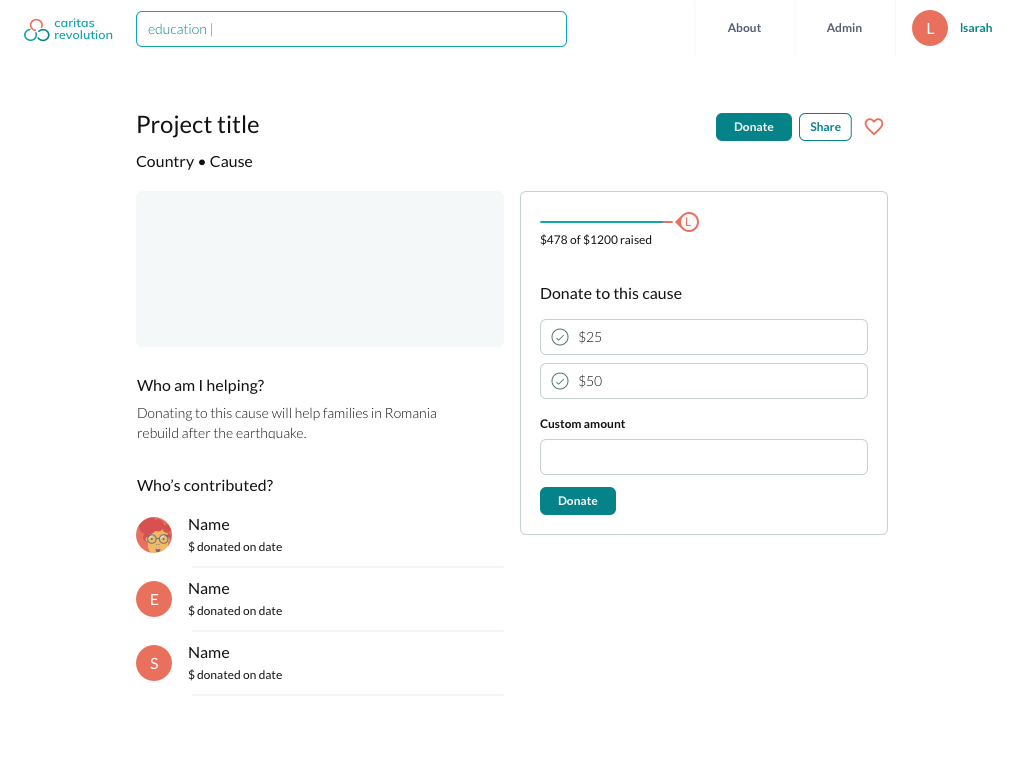 caritas
revolution
education |
About
Admin
L
lsarah
Project title
Donate
Share
Country • Cause
L
$478 of $1200 raised
Donate to this cause
$25
$50
Custom amount
Donate
Who am I helping?
Donating to this cause will help families in Romania
rebuild after the earthquake.
Who’s contributed?
Name
$ donated on date
E
Name
$ donated on date
S
Name
$ donated on date